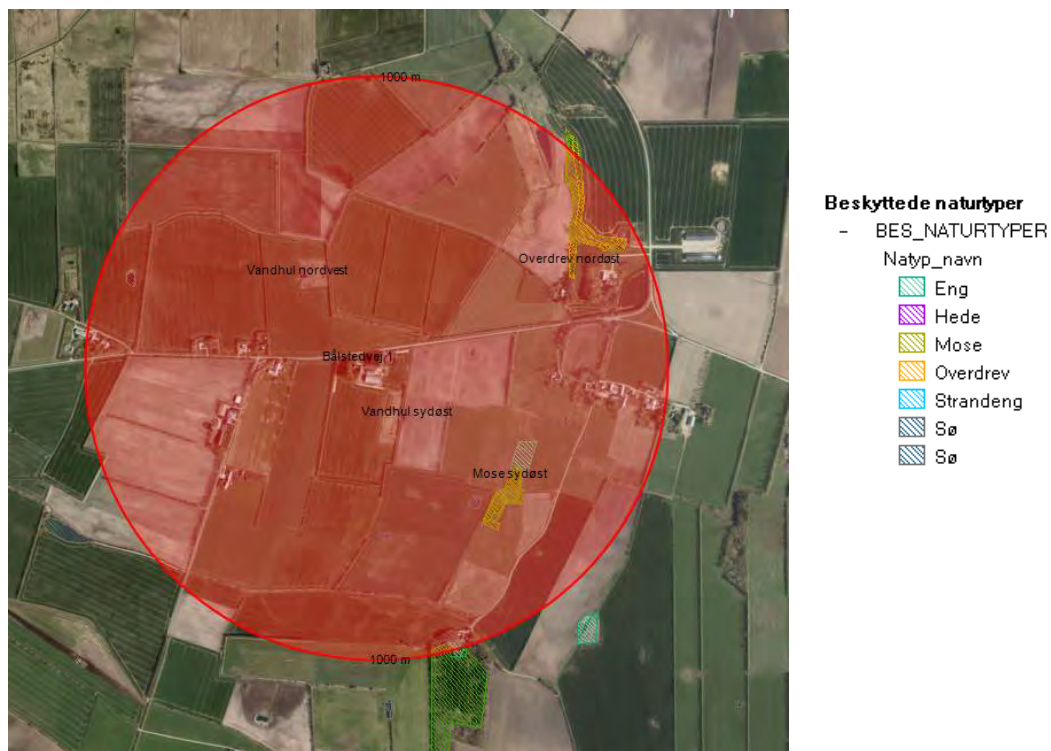 1000 m
Vandhul nordvest
Overdrev nordøst
Bålstedvej 1
Vandhul sydøst
Mose sydøst
1000 m
Beskyttede naturtyper
- BES_NATURTYPER
Natyp_navn
Eng
Hede
Mose
Overdrev
Strandeng
Sø
Sø